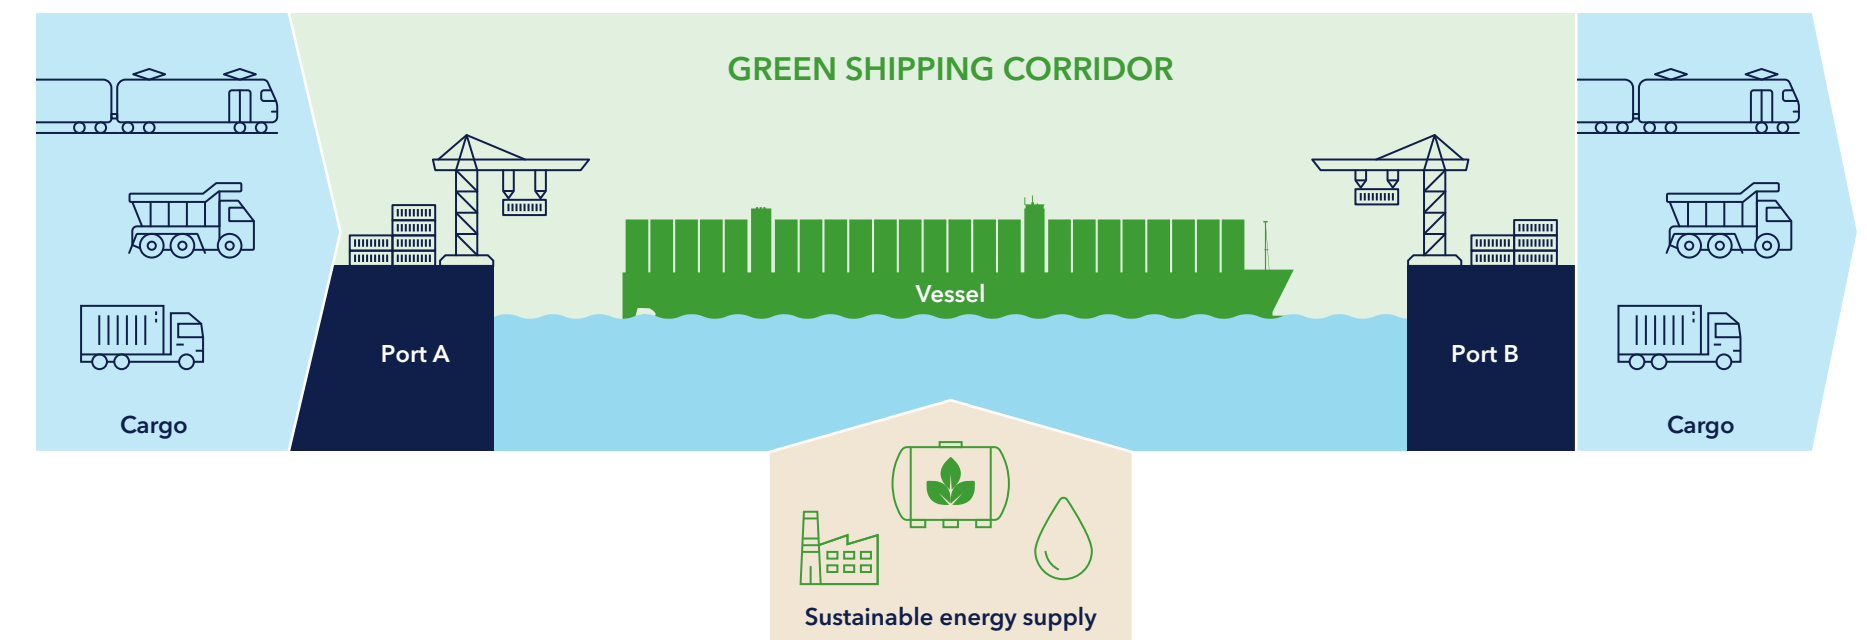 GREEN SHIPPING CORRIDOR
Vessel
Port A
Port B
Cargo
Cargo
Sustainable energy supply